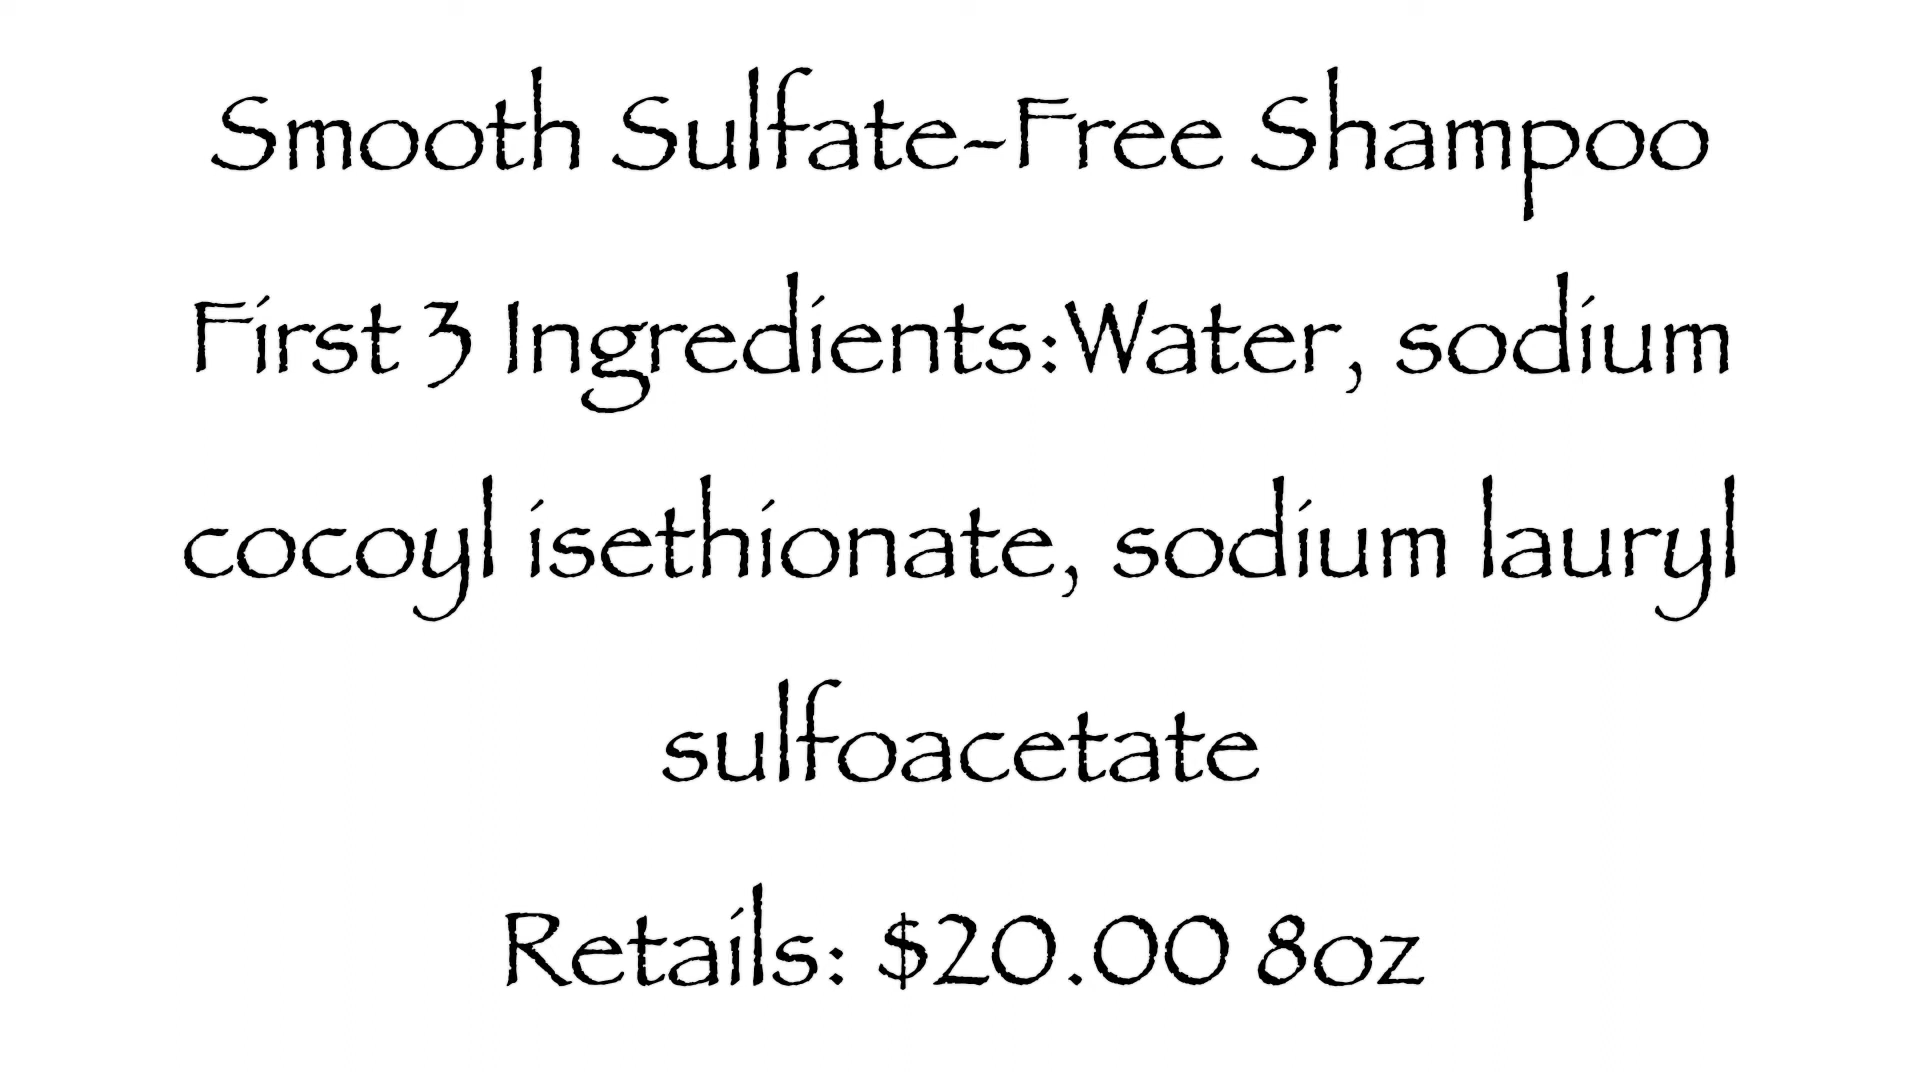 Smooth Sulfate-Free Shampoo
First 3 Ingredients:Water, sodium
cocoyl isethionate, sodium lauryl
sulfoacetate
Retails: $20.00 8oz